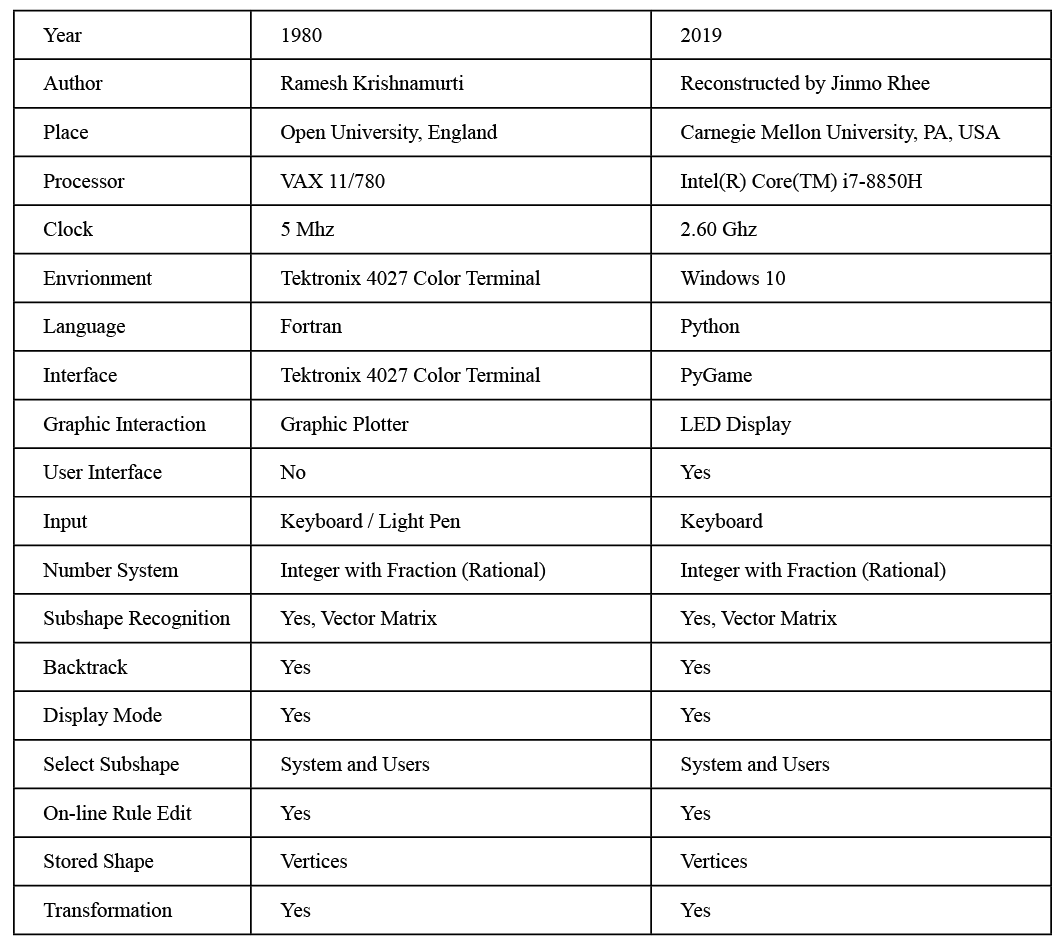 Year 1980 2019
Author Ramesh Krishnamurti Reconstructed by Jinmo Rhee
Place Open University, England Carnegie Mellon University, PA, USA
Processor VAX 11/780 Intel(R) Core(TM) i7-8850H
Clock 5 Mhz 2.60 Ghz
Envrionment Tektronix 4027 Color Terminal Windows 10
Language Fortran Python
Interface Tektronix 4027 Color Terminal PyGame
Graphic Interaction Graphic Plotter LED Display
User Interface No Yes
Input Keyboard / Light Pen Keyboard
Number System Integer with Fraction (Rational) Integer with Fraction (Rational)
Subshape Recognition Yes, Vector Matrix Yes, Vector Matrix
Backtrack Yes Yes
Display Mode Yes Yes
Select Subshape System and Users System and Users
On-line Rule Edit Yes Yes
Stored Shape Vertices Vertices
Transformation Yes Yes